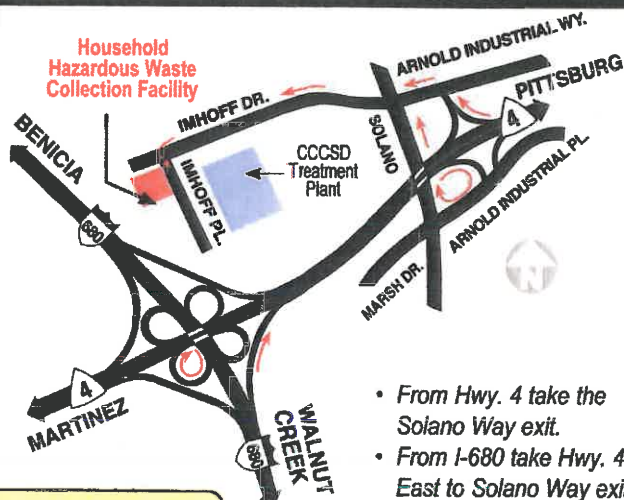 Household
Hazardous Waste
Collection Facility
ARNOLD INDUSTRIAL WY.
PITTSBURG
4
IMHOFF DR.
SOLANO
BENICIA
CCCSD
Treatment
Plant
IMHOFF PL.
ARNOLD INDUSTRIAL PL.
680
MARSH DR.
N
4
MARTINEZ
WALNUT
CREEK
680
• From Hwy. 4 take the
Solano Way exit.
• From I-680 take Hwy. 4
East to Solano Way exit